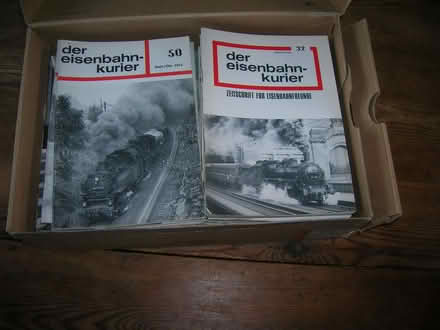 der
eisenbahn-
kurier
50
der
eisenbahn-
kurier
32
ZEITSCHRIFT FÜR EISENBAHNFREUNDE